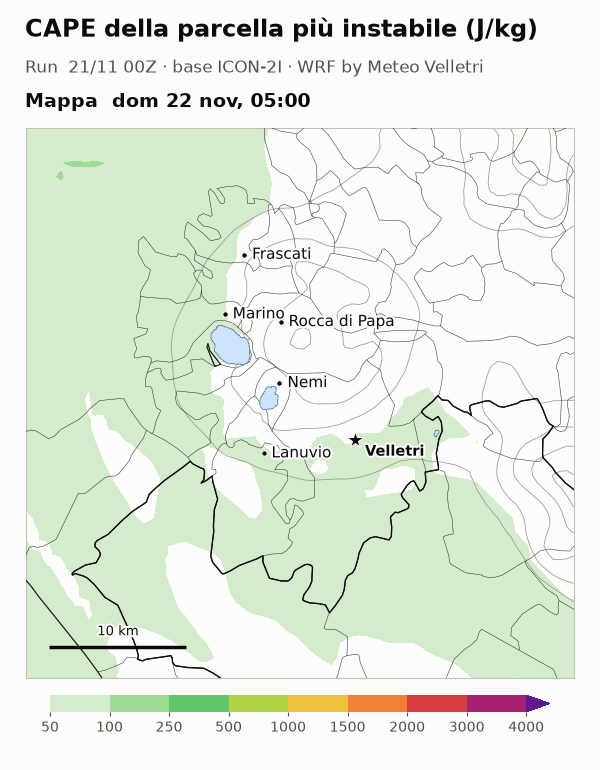 CAPE della parcella più instabile (J/kg)
Run 21/11 00Z · base ICON-2I · WRF by Meteo Velletri
Mappa dom 22 nov, 05:00
Frascati
Marino
Rocca di Papa
Nemi
Velletri
Lanuvio
10 km
50 100 250 500 1000 1500 2000 3000 4000